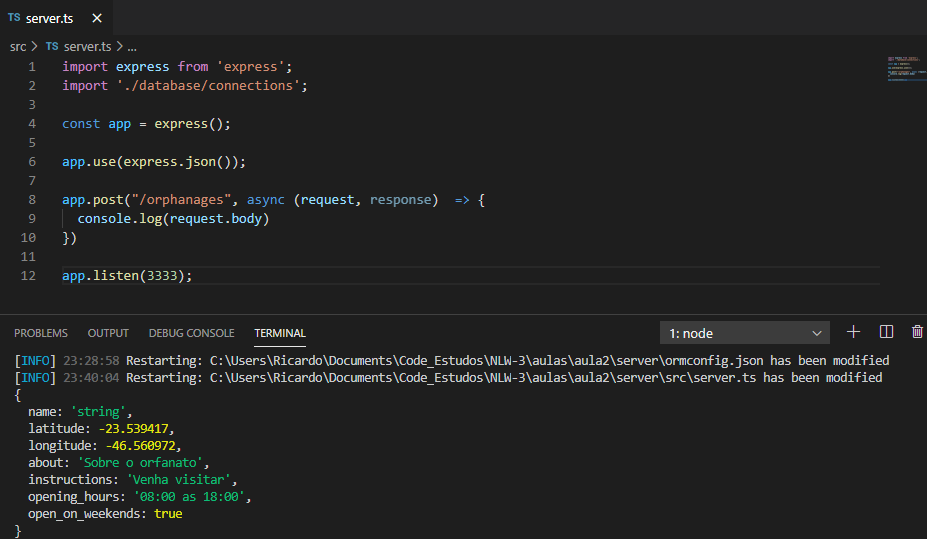 TS server.ts ×
src > TS server.ts > ...
1 import express from 'express';
2 import './database/connections';
3
4 const app = express();
5
6 app.use(express.json());
7
8 app.post("/orphanages", async (request, response) => {
9 console.log(request.body)
10 })
11
12 app.listen(3333);
PROBLEMS OUTPUT DEBUG CONSOLE TERMINAL 1: node
[INFO] 23:28:58 Restarting: C:\Users\Ricardo\Documents\Code_Estudos\NLW-3\aulas\aula2\server\ormconfig.json has been modified
[INFO] 23:40:04 Restarting: C:\Users\Ricardo\Documents\Code_Estudos\NLW-3\aulas\aula2\server\src\server.ts has been modified
{
name: 'string',
latitude: -23.539417,
longitude: -46.560972,
about: 'Sobre o orfanato',
instructions: 'Venha visitar',
opening_hours: '08:00 as 18:00',
open_on_weekends: true
}